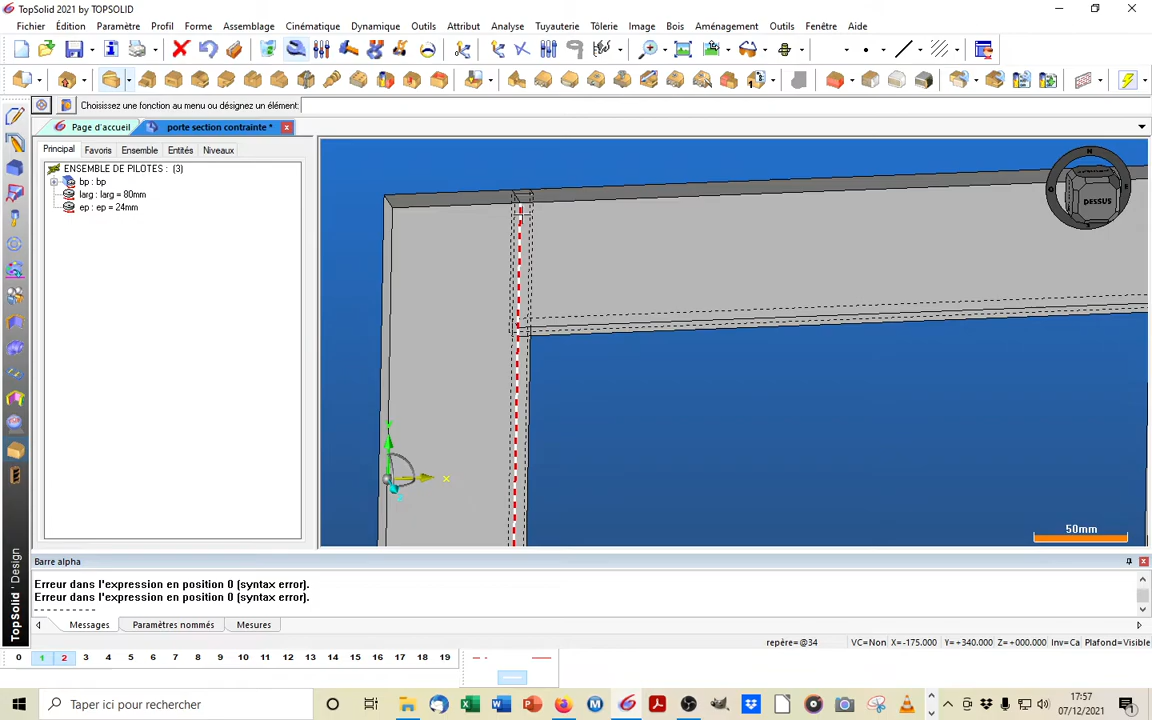 TopSolid 2021 by TOPSOLID
Fichier Édition Paramètre Profil Forme Assemblage Cinématique Dynamique Outils Attribut Analyse Tuyauterie Tôlerie Image Bois Aménagement Outils Fenêtre Aide
Choisissez une fonction au menu ou désignez un élément:
Page d'accueil porte section contrainte *
Principal Favoris Ensemble Entités Niveaux
ENSEMBLE DE PILOTES : (3)
bp : bp
larg : larg = 80mm
ep : ep = 24mm
DESSUS
50mm
TopSolid ' Design
Barre alpha
Erreur dans l'expression en position 0 (syntax error).
Erreur dans l'expression en position 0 (syntax error).
----------
Messages Paramètres nommés Mesures
repère=@34 VC=Non X=-175.000 Y=+340.000 Z=+000.000 Inv=Ca Plafond=Visible
0 1 2 3 4 5 6 7 8 9 10 11 12 13 14 15 16 17 18 19
Taper ici pour rechercher
17:57
07/12/2021